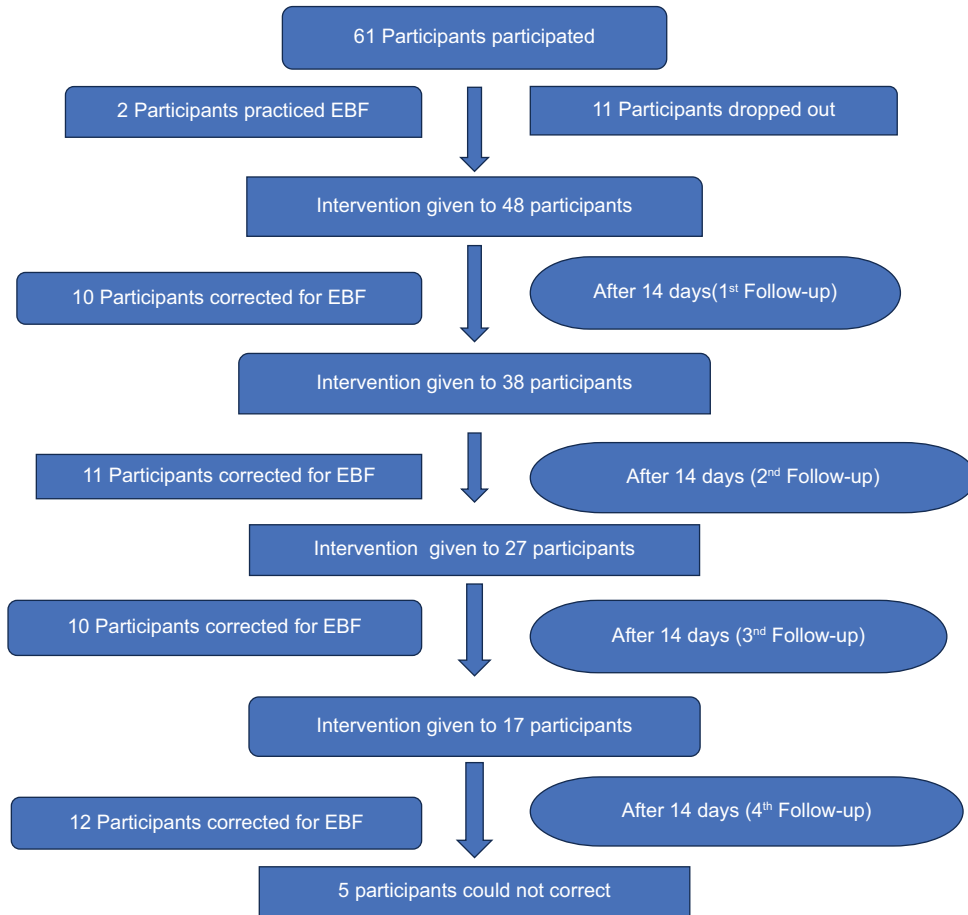 61 Participants participated
2 Participants practiced EBF
11 Participants dropped out
Intervention given to 48 participants
10 Participants corrected for EBF
After 14 days(1st Follow-up)
Intervention given to 38 participants
11 Participants corrected for EBF
After 14 days (2nd Follow-up)
Intervention given to 27 participants
10 Participants corrected for EBF
After 14 days (3nd Follow-up)
Intervention given to 17 participants
12 Participants corrected for EBF
After 14 days (4th Follow-up)
5 participants could not correct